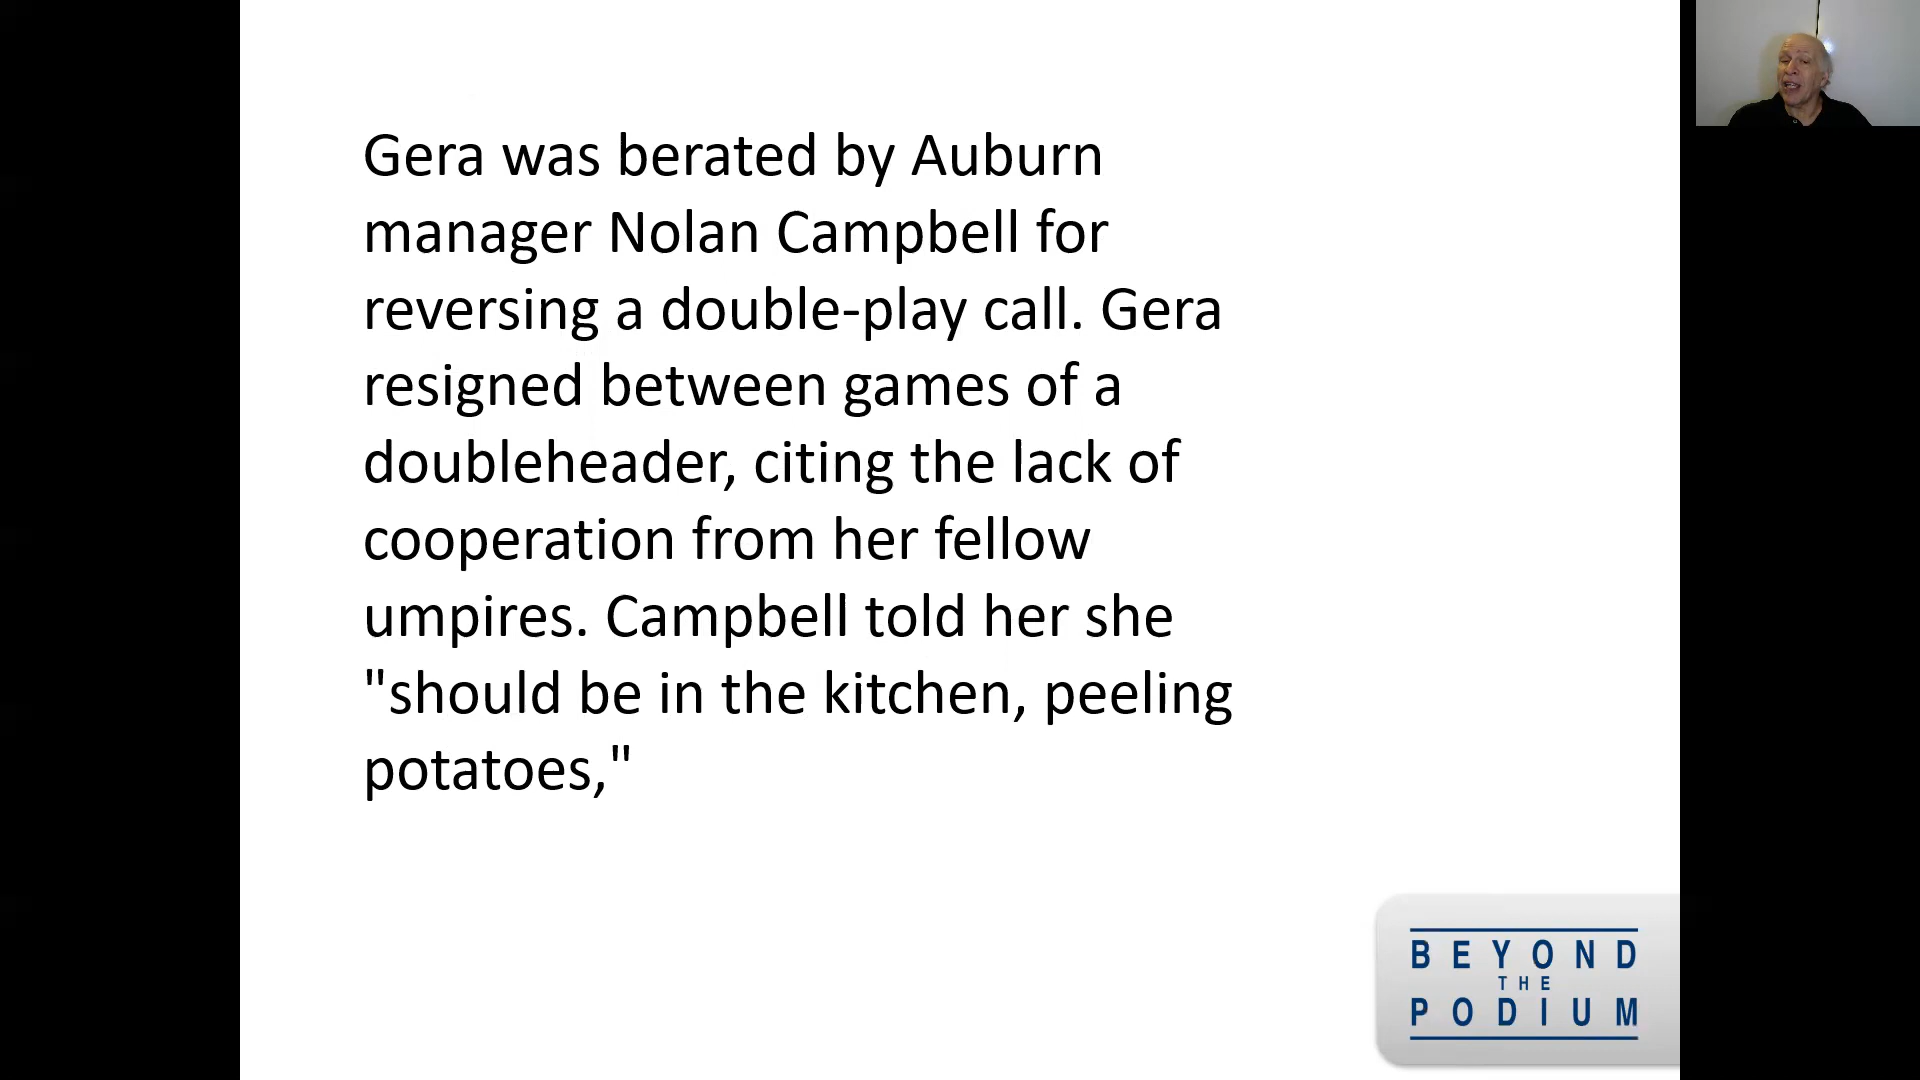 Gera was berated by Auburn
manager Nolan Campbell for
reversing a double-play call. Gera
resigned between games of a
doubleheader, citing the lack of
cooperation from her fellow
umpires. Campbell told her she
"should be in the kitchen, peeling
potatoes,"
BEYOND
THE
PODIUM